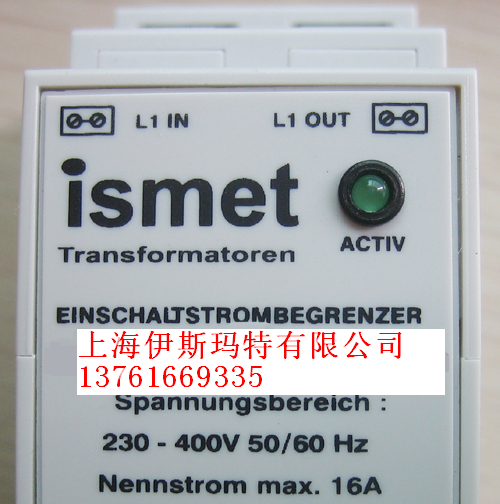 L1 IN L1 OUT
ismet
Transformatoren
ACTIV
EINSCHALTSTROMBEGRENZER
上海伊斯玛特有限公司
13761669335
Spannungsbereich :
230 - 400V 50/60 Hz
Nennstrom max. 16A